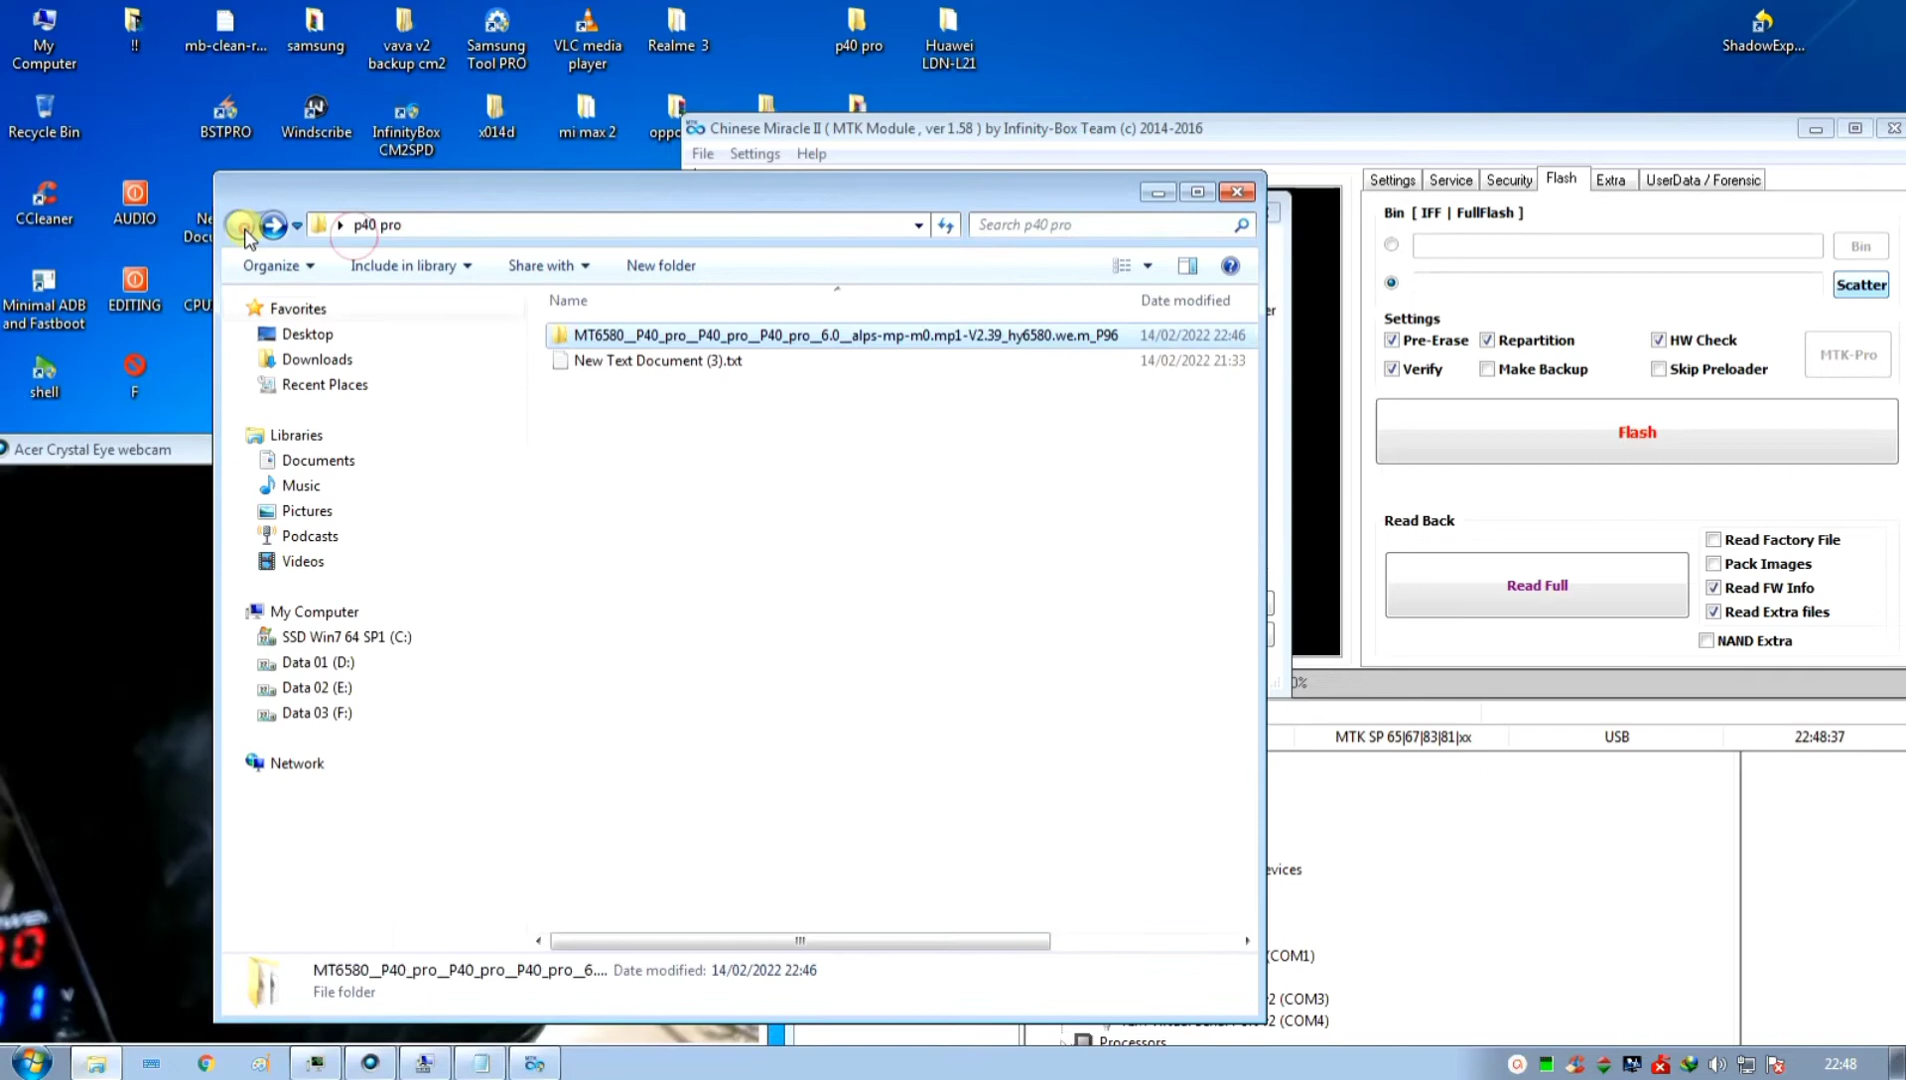 My Computer
!!
mb-clean-r...
samsung
vava v2 backup cm2
Samsung Tool PRO
VLC media player
Realme 3
p40 pro
Huawei LDN-L21
ShadowExp...
Recycle Bin
BSTPRO
Windscribe
InfinityBox CM2SPD
x014d
mi max 2
oppo
Chinese Miracle II ( MTK Module , ver 1.58 ) by Infinity-Box Team (c) 2014-2016
File Settings Help
CCleaner
AUDIO
Ne
Docu
Settings Service Security Flash Extra UserData / Forensic
Bin [ IFF | FullFlash ]
Bin
Scatter
Settings
Pre-Erase Repartition HW Check
MTK-Pro
Verify Make Backup Skip Preloader
Flash
Read Back
Read Full
Read Factory File
Pack Images
Read FW Info
Read Extra files
NAND Extra
Minimal ADB and Fastboot
EDITING
CPU
shell
F
Acer Crystal Eye webcam
p40 pro
Search p40 pro
Organize Include in library Share with New folder
Name Date modified
MT6580__P40_pro__P40_pro__P40_pro__6.0__alps-mp-m0.mp1-V2.39_hy6580.we.m_P96 14/02/2022 22:46
New Text Document (3).txt 14/02/2022 21:33
Favorites
Desktop
Downloads
Recent Places
Libraries
Documents
Music
Pictures
Podcasts
Videos
My Computer
SSD Win7 64 SP1 (C:)
Data 01 (D:)
Data 02 (E:)
Data 03 (F:)
Network
MT6580__P40_pro__P40_pro__P40_pro__6.... Date modified: 14/02/2022 22:46
File folder
er
0%
MTK SP 65|67|83|81|xx USB 22:48:37
evices
(COM1)
v2 (COM3)
v2 (COM4)
Processors
22:48